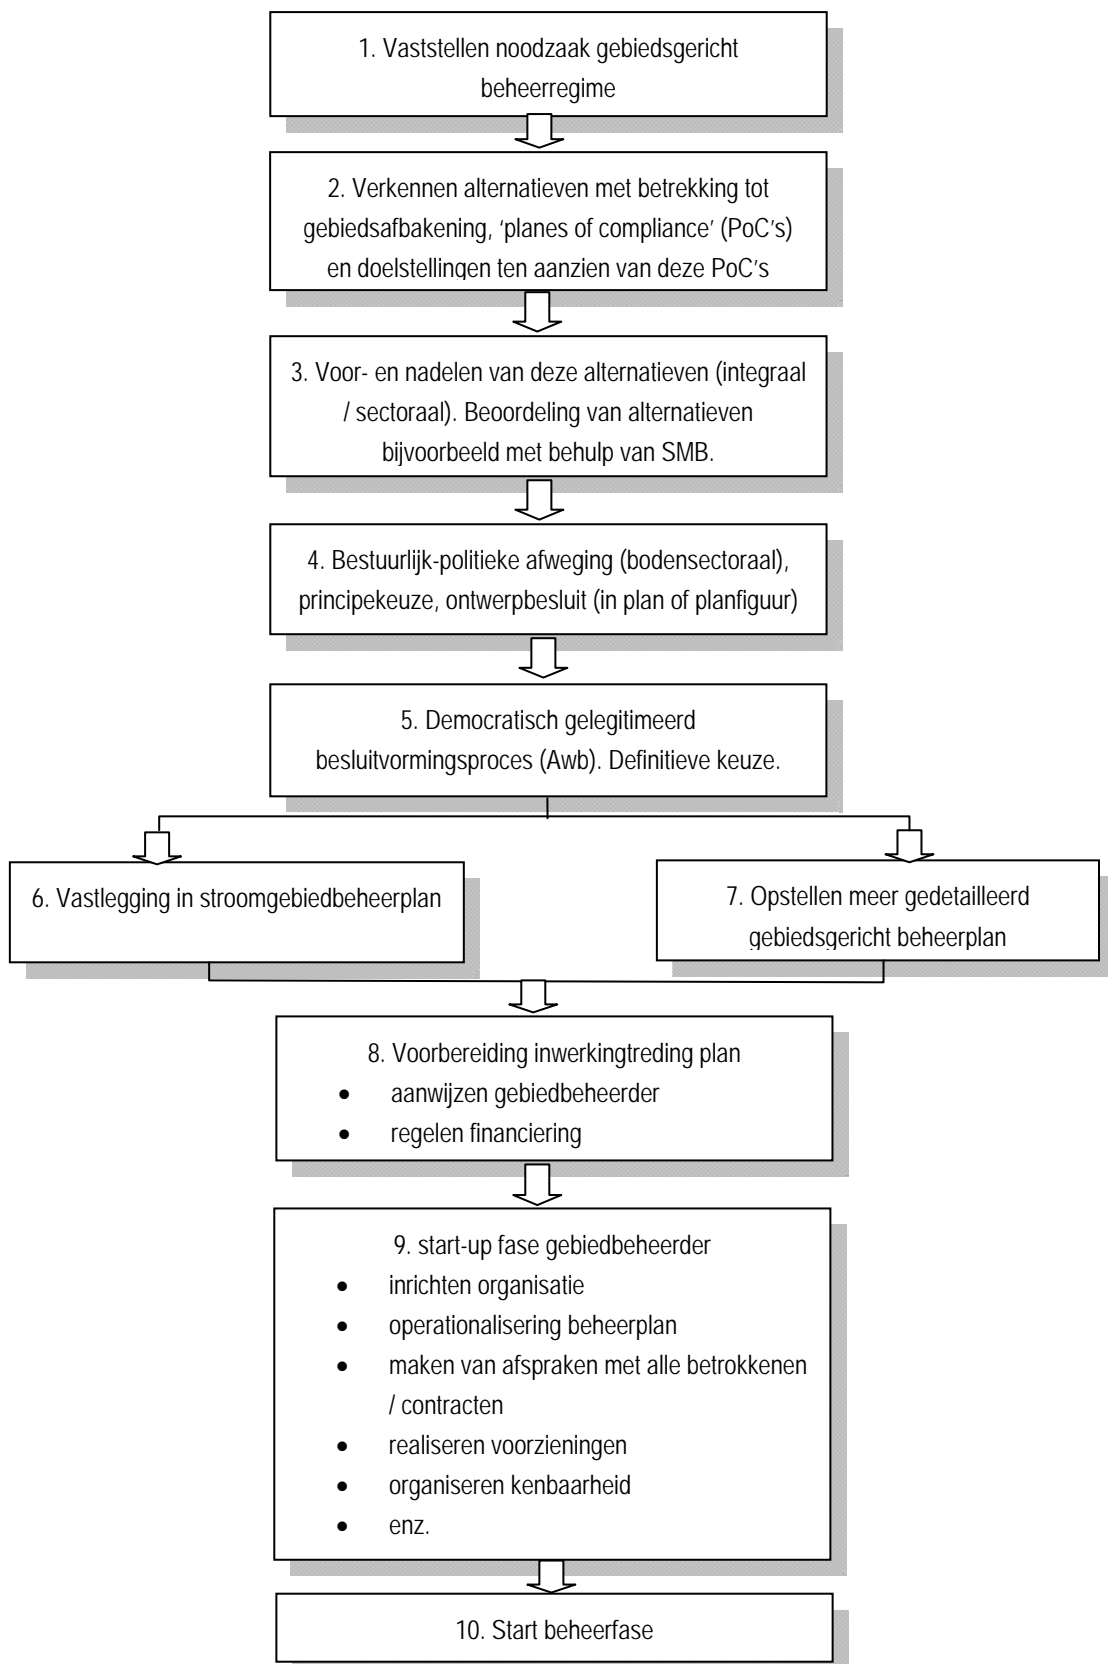 1. Vaststellen noodzaak gebiedsgericht
beheerregime
2. Verkennen alternatieven met betrekking tot
gebiedsafbakening, ‘planes of compliance’ (PoC’s)
en doelstellingen ten aanzien van deze PoC’s
3. Voor- en nadelen van deze alternatieven (integraal
/ sectoraal). Beoordeling van alternatieven
bijvoorbeeld met behulp van SMB.
4. Bestuurlijk-politieke afweging (bodensectoraal),
principekeuze, ontwerpbesluit (in plan of planfiguur)
5. Democratisch gelegitimeerd
besluitvormingsproces (Awb). Definitieve keuze.
6. Vastlegging in stroomgebiedbeheerplan
7. Opstellen meer gedetailleerd
gebiedsgericht beheerplan
8. Voorbereiding inwerkingtreding plan
• aanwijzen gebiedbeheerder
• regelen financiering
9. start-up fase gebiedbeheerder
• inrichten organisatie
• operationalisering beheerplan
• maken van afspraken met alle betrokkenen
/ contracten
• realiseren voorzieningen
• organiseren kenbaarheid
• enz.
10. Start beheerfase